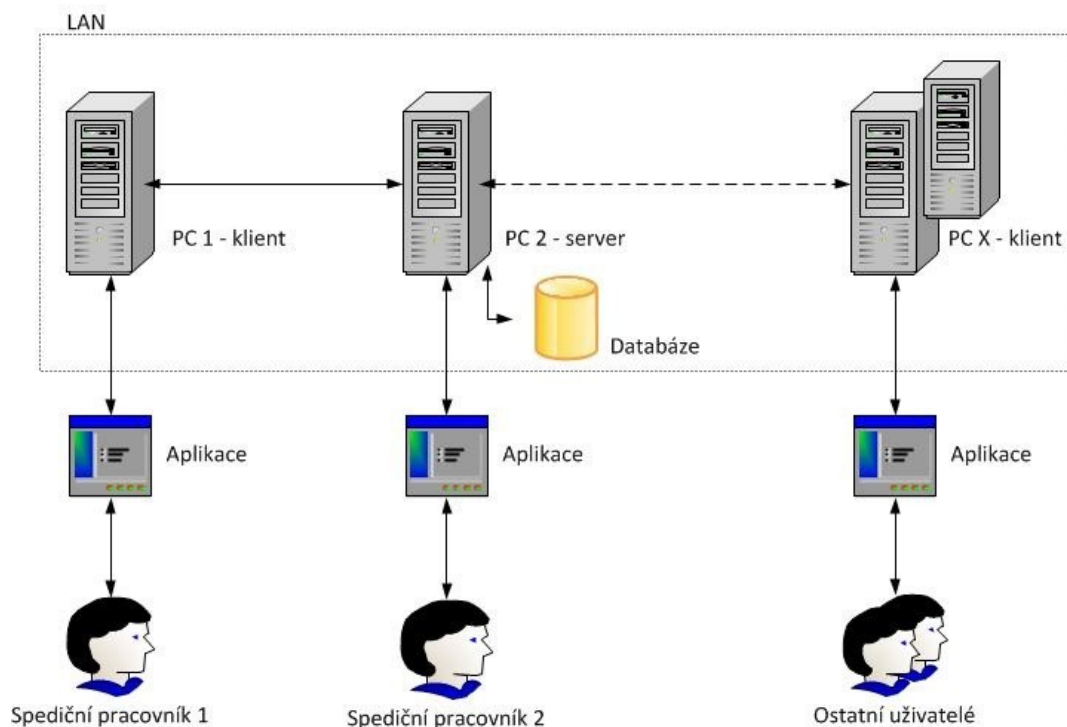 LAN
PC 1 - klient
PC 2 - server
PC X - klient
Databáze
Aplikace
Aplikace
Aplikace
Spediční pracovník 1
Spediční pracovník 2
Ostatní uživatelé